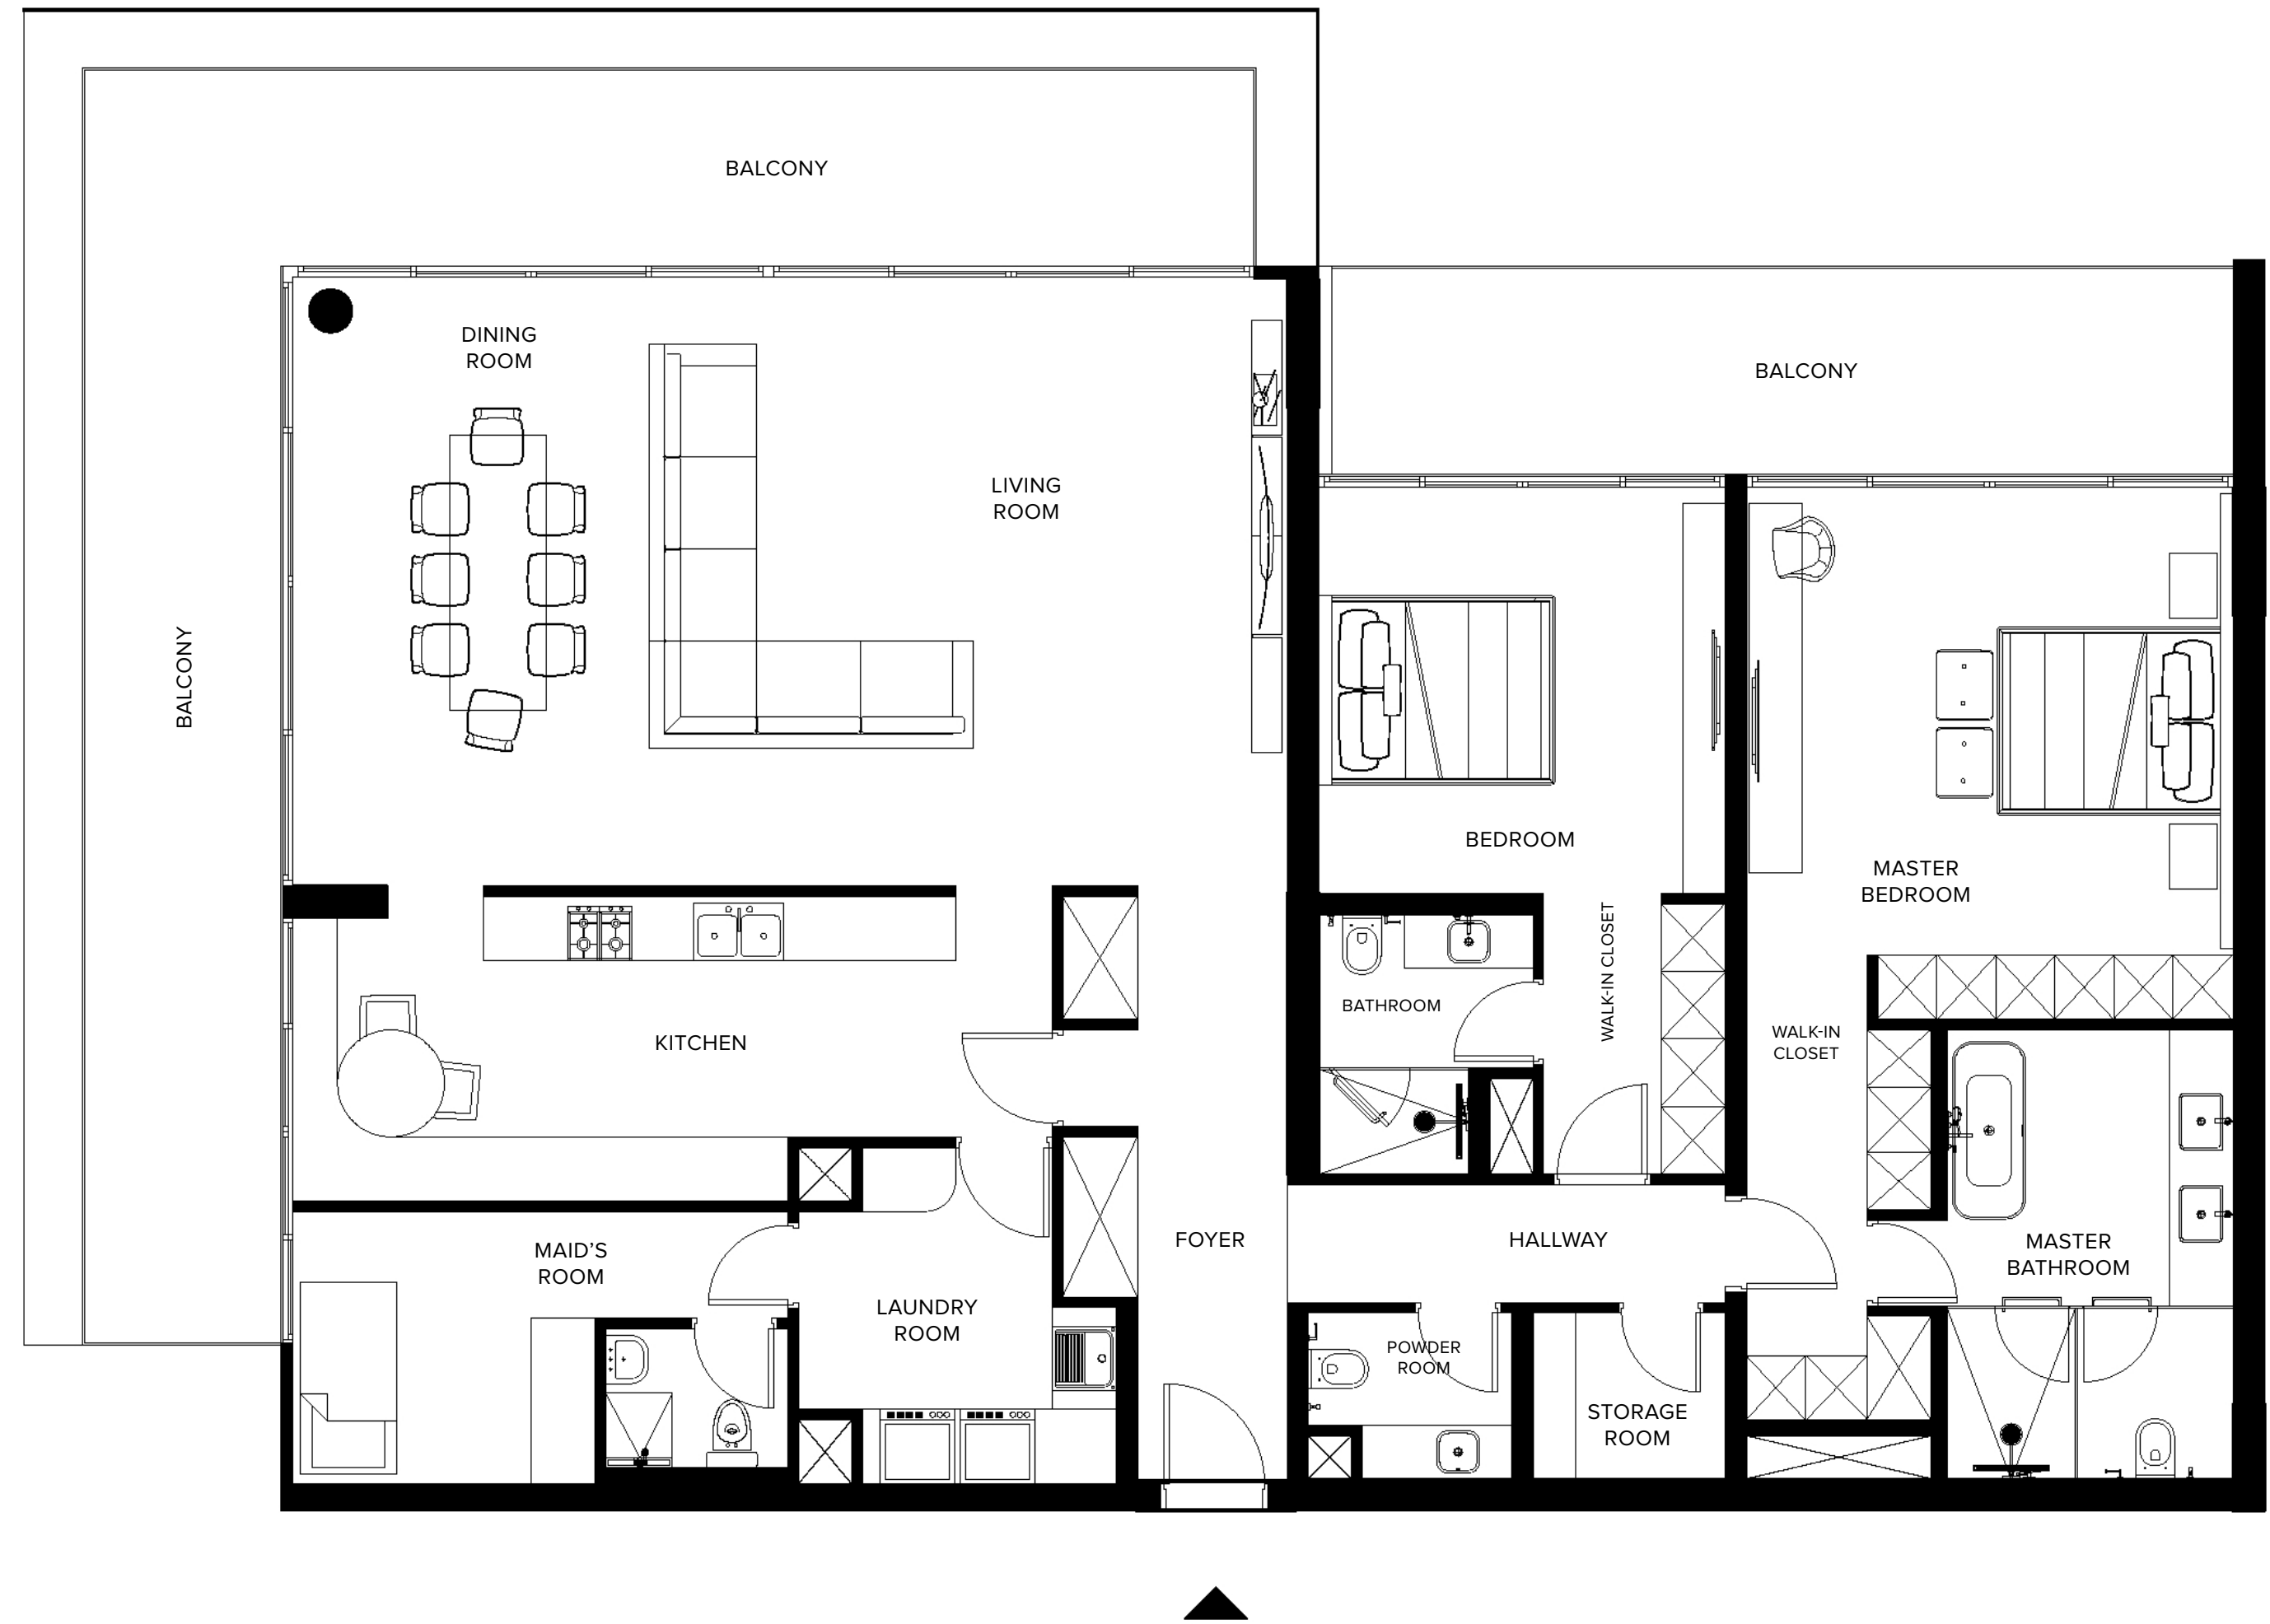 BALCONY
DINING
ROOM
BALCONY
LIVING
ROOM
BALCONY
BEDROOM
MASTER
BEDROOM
WALK-IN CLOSET
BATHROOM
KITCHEN
WALK-IN
CLOSET
MAID'S
ROOM
FOYER
HALLWAY
MASTER
BATHROOM
LAUNDRY
ROOM
POWDER
ROOM
STORAGE
ROOM